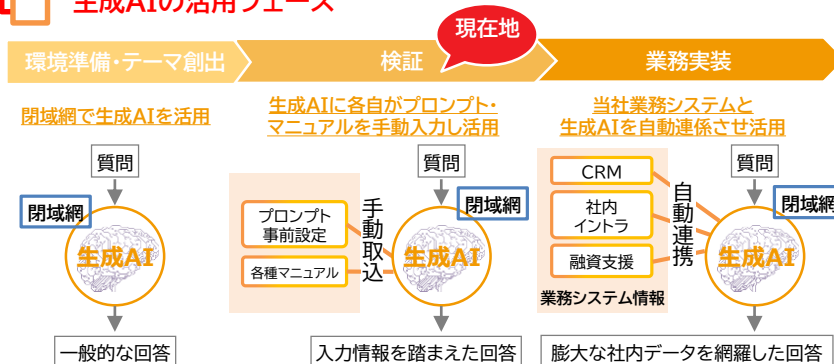 生成AIの活用フェーズ
現在地
環境準備・テーマ創出
検証
業務実装
閉域網で生成AIを活用
生成AIに各自がプロンプト・
マニュアルを手動入力し活用
当社業務システムと
生成AIを自動連係させ活用
質問
閉域網
生成AI
一般的な回答
質問
閉域網
プロンプト
事前設定
各種マニュアル
手動取込
生成AI
入力情報を踏まえた回答
質問
閉域網
CRM
社内
イントラ
融資支援
業務システム情報
自動連携
生成AI
膨大な社内データを網羅した回答